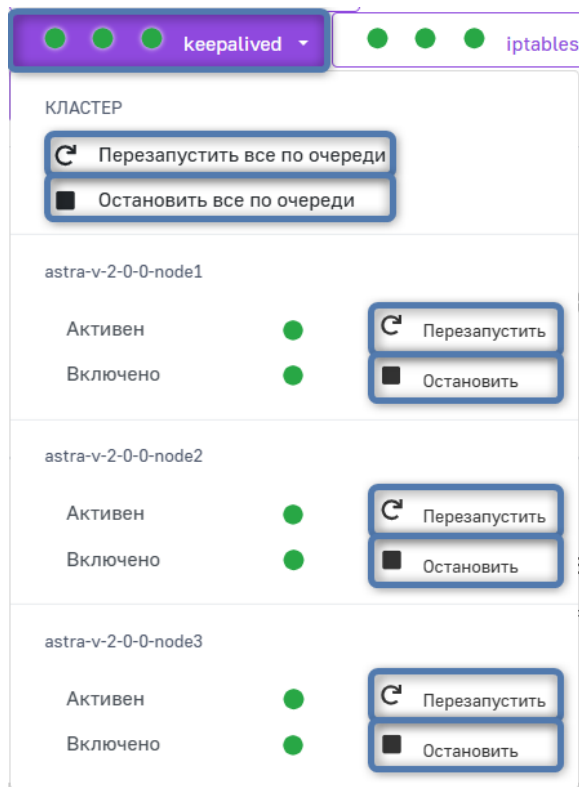 keepalived iptables
КЛАСТЕР
Перезапустить все по очереди
Остановить все по очереди
astra-v-2-0-0-node1
Активен Перезапустить
Включено Остановить
astra-v-2-0-0-node2
Активен Перезапустить
Включено Остановить
astra-v-2-0-0-node3
Активен Перезапустить
Включено Остановить